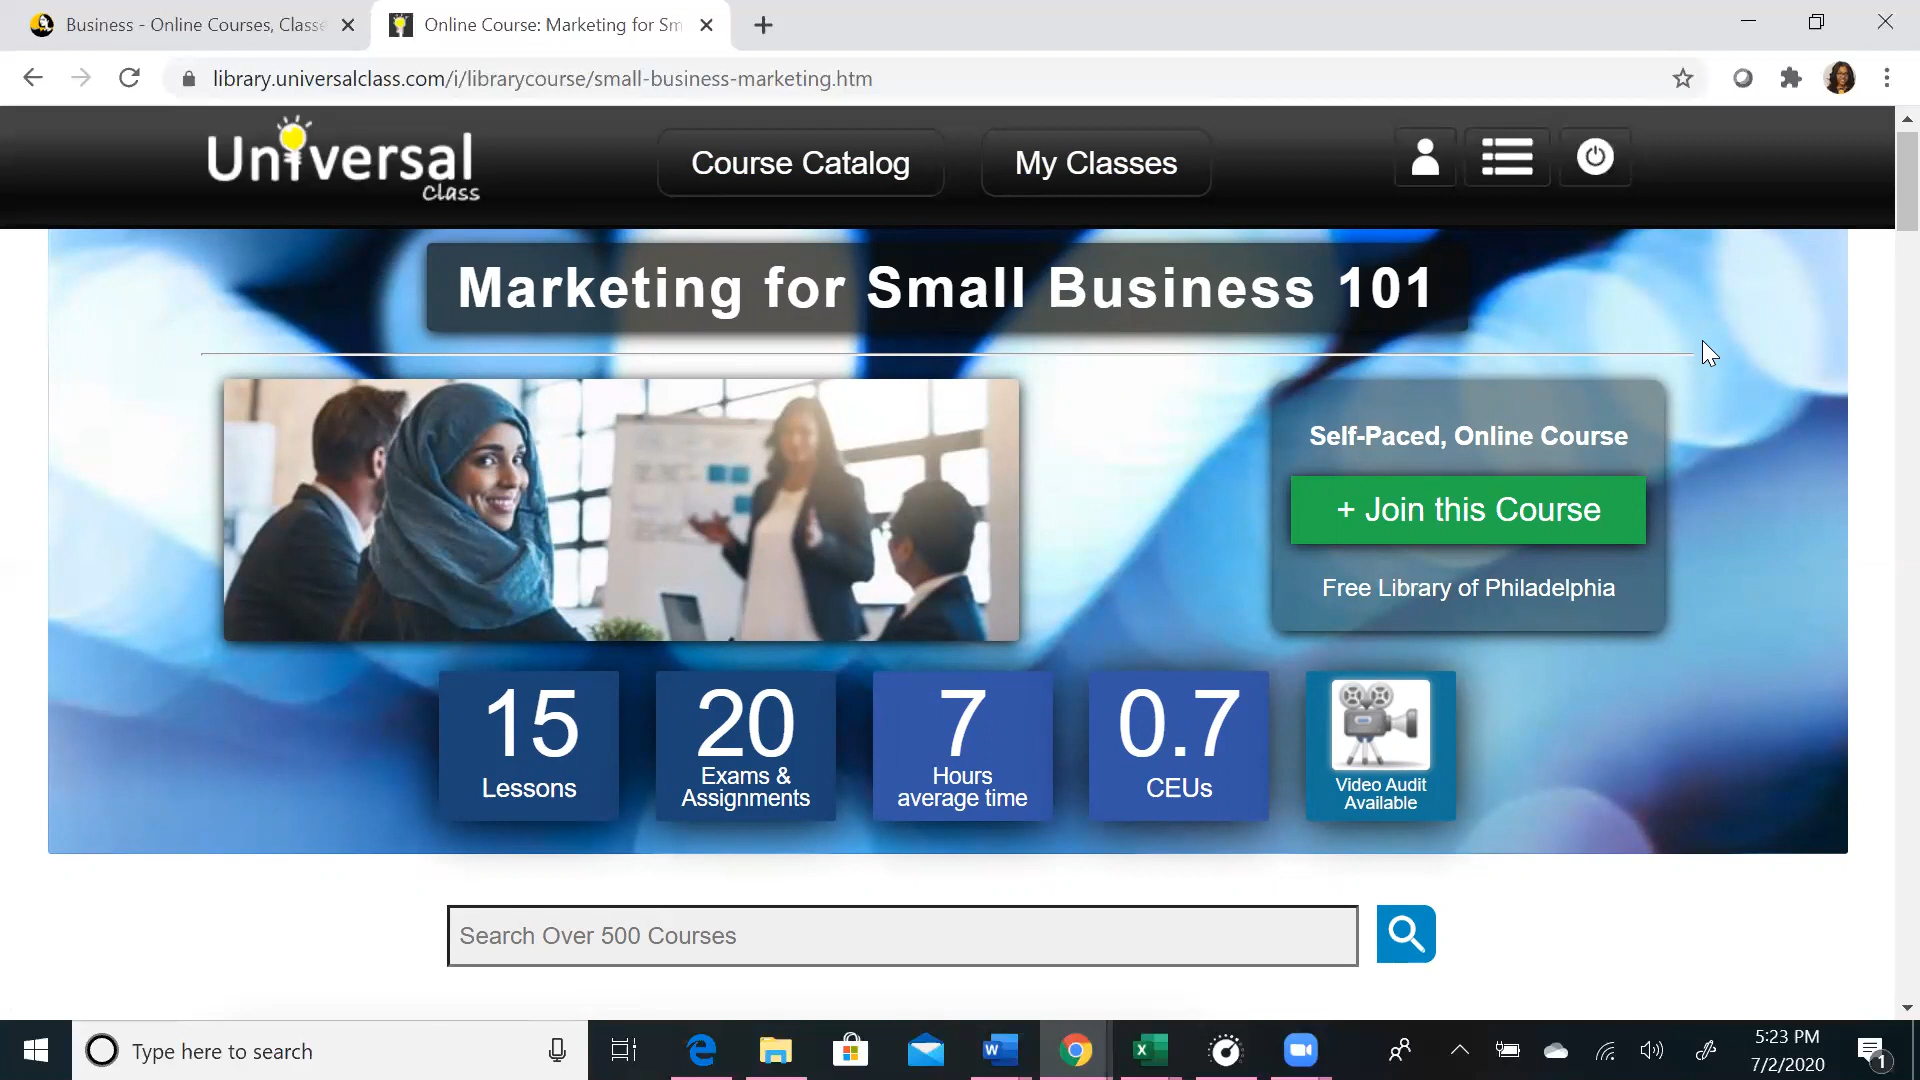 Business - Online Courses, Classe
Online Course: Marketing for Sm
library.universalclass.com/i/librarycourse/small-business-marketing.htm
Universal
Class
Course Catalog
My Classes
Marketing for Small Business 101
Self-Paced, Online Course
+ Join this Course
Free Library of Philadelphia
15
Lessons
20
Exams &
Assignments
7
Hours
average time
0.7
CEUs
Video Audit
Available
Search Over 500 Courses
Type here to search
5:23 PM
7/2/2020
1